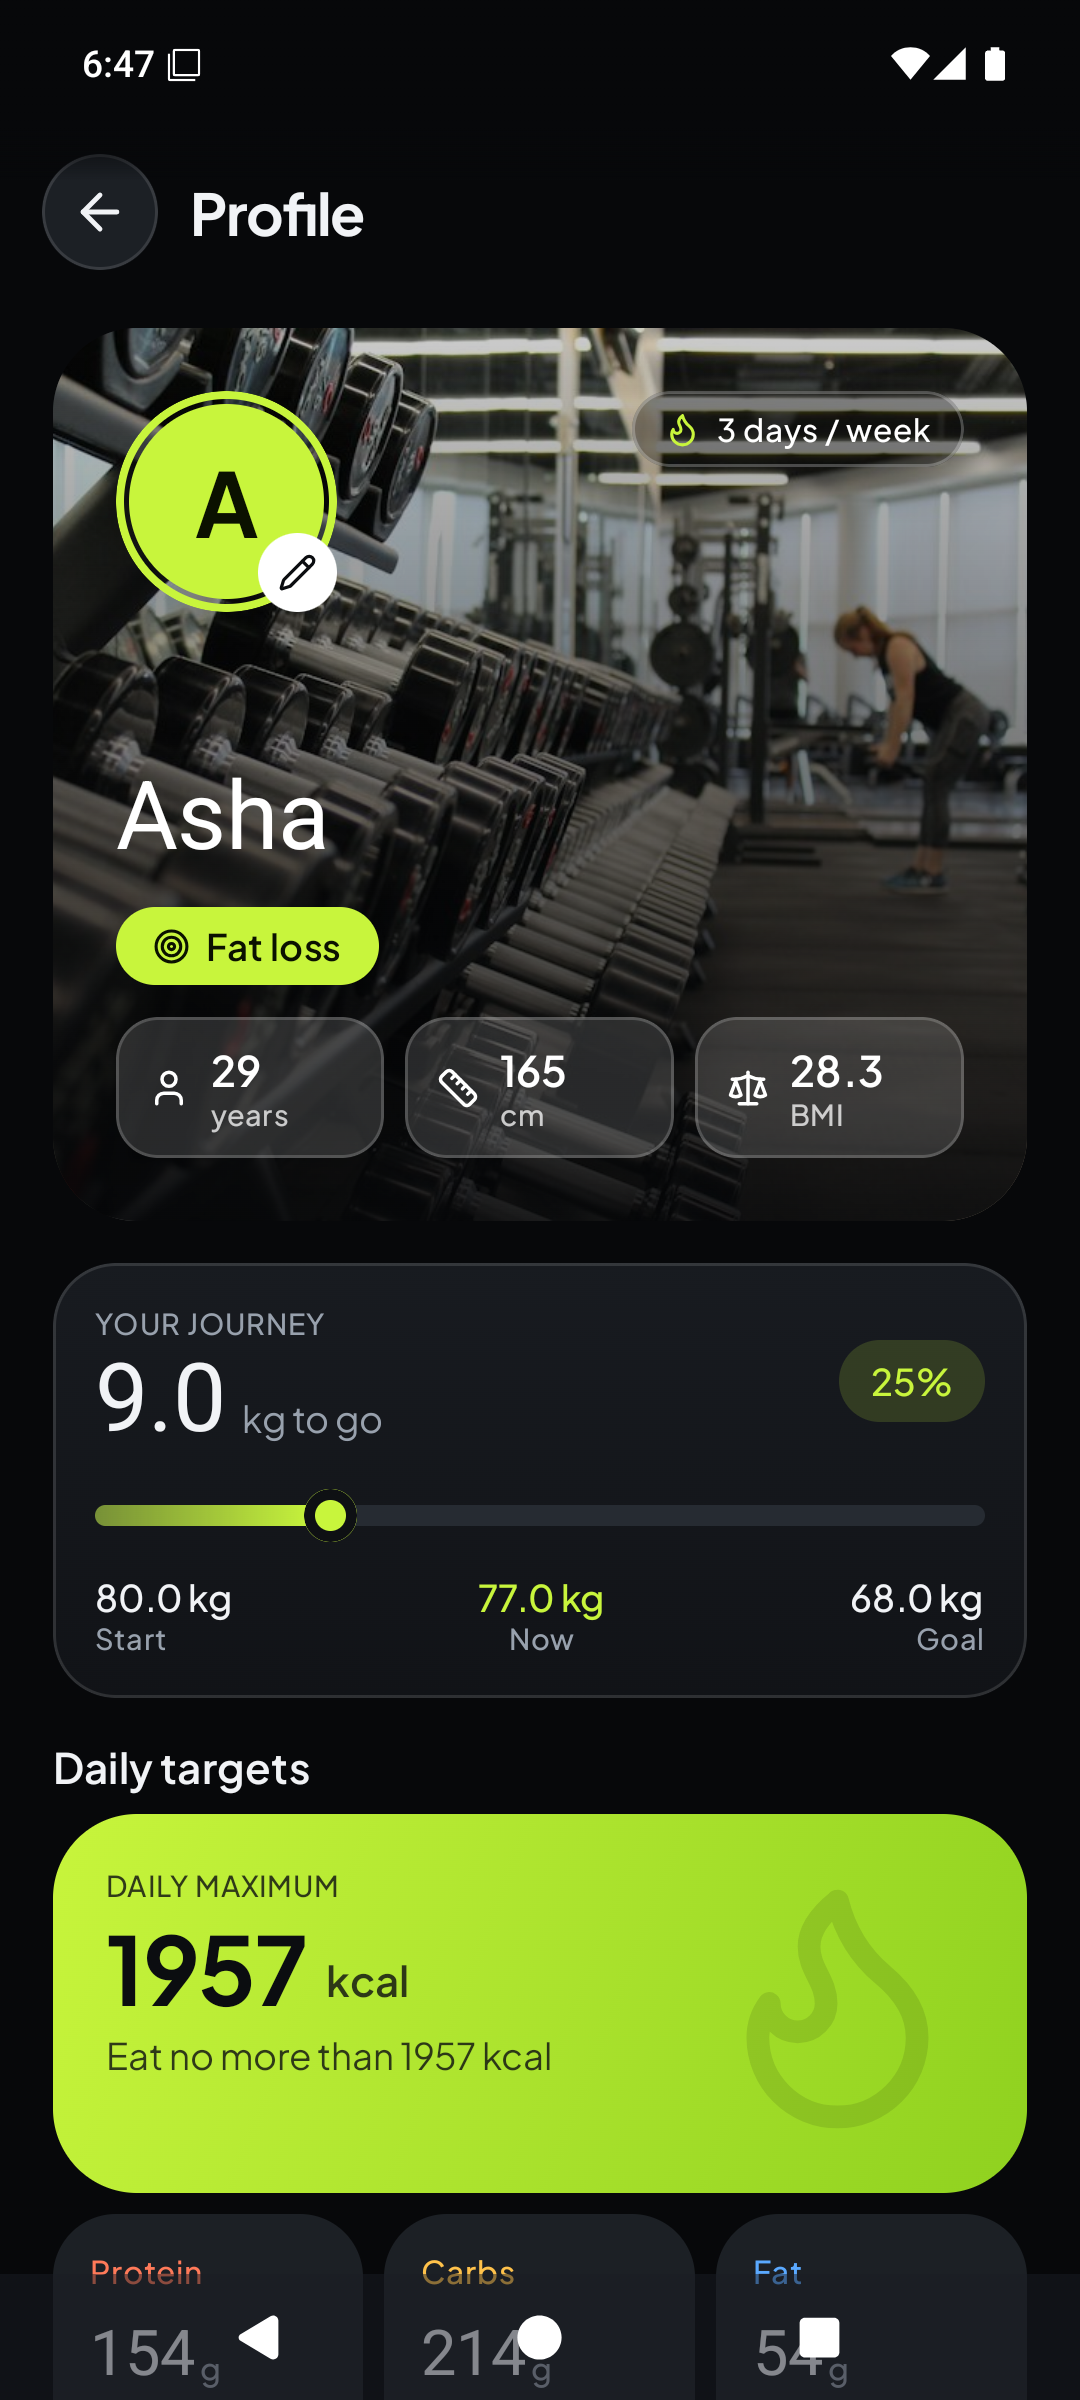 6:47
Profile
3 days / week
A
Asha
Fat loss
29
years
165
cm
28.3
BMI
YOUR JOURNEY
9.0 kg to go
25%
80.0 kg
Start
77.0 kg
Now
68.0 kg
Goal
Daily targets
DAILY MAXIMUM
1957 kcal
Eat no more than 1957 kcal
Protein
154 g
Carbs
214 g
Fat
54 g